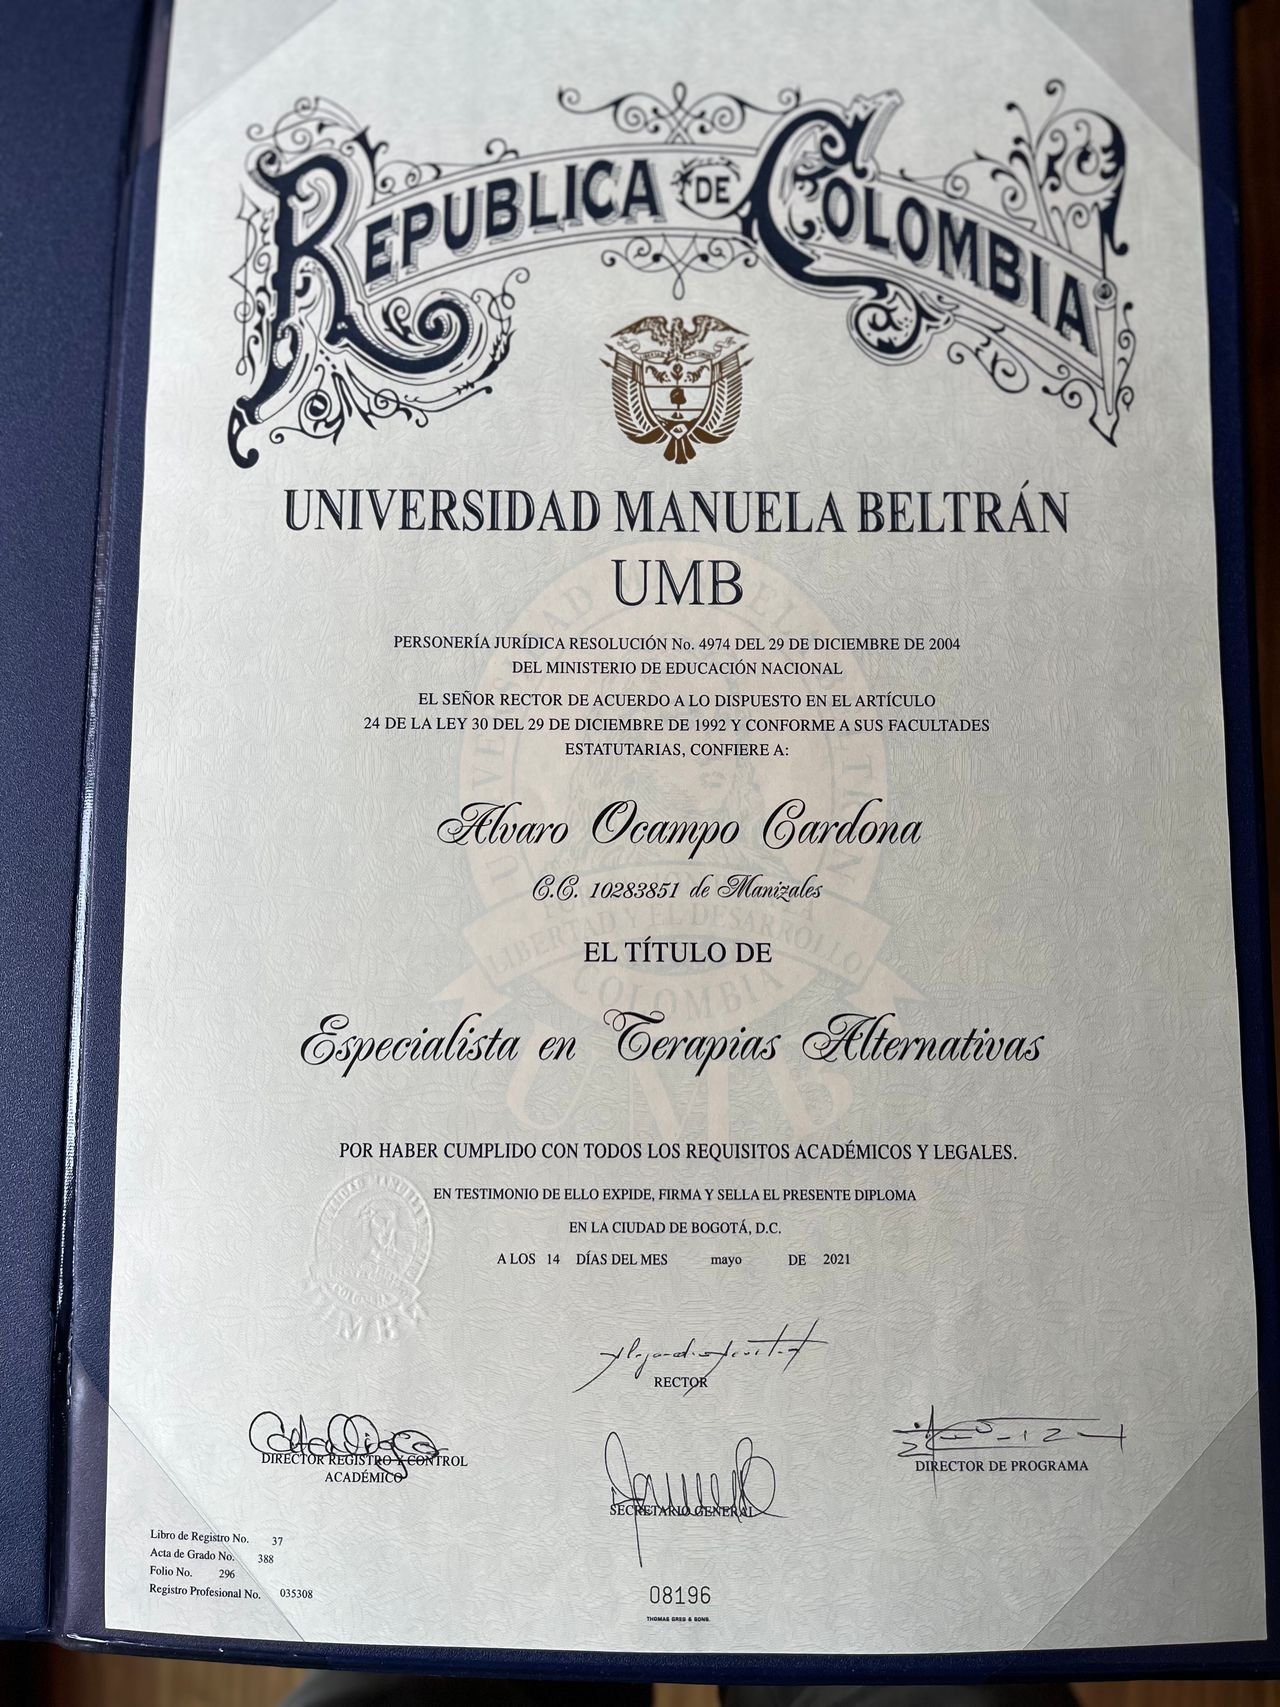 REPUBLICA DE COLOMBIA
UNIVERSIDAD MANUELA BELTRÁN
UMB
PERSONERÍA JURÍDICA RESOLUCIÓN No. 4974 DEL 29 DE DICIEMBRE DE 2004
DEL MINISTERIO DE EDUCACIÓN NACIONAL
EL SEÑOR RECTOR DE ACUERDO A LO DISPUESTO EN EL ARTÍCULO
24 DE LA LEY 30 DEL 29 DE DICIEMBRE DE 1992 Y CONFORME A SUS FACULTADES
ESTATUTARIAS, CONFIERE A:
Alvaro Ocampo Cardona
C.C. 10283851 de Manizales
LIBERTAD Y EL DESARROLLO
EL TÍTULO DE
COLOMBIA
Especialista en Terapias Alternativas
UMB
POR HABER CUMPLIDO CON TODOS LOS REQUISITOS ACADÉMICOS Y LEGALES.
EN TESTIMONIO DE ELLO EXPIDE, FIRMA Y SELLA EL PRESENTE DIPLOMA
EN LA CIUDAD DE BOGOTÁ, D.C.
A LOS 14 DÍAS DEL MES mayo DE 2021
UMB
RECTOR
DIRECTOR REGISTRO Y CONTROL
ACADÉMICO
SECRETARIO GENERAL
DIRECTOR DE PROGRAMA
Libro de Registro No. 37
Acta de Grado No. 388
Folio No. 296
Registro Profesional No. 035308
08196
THOMAS GREG & SONS.